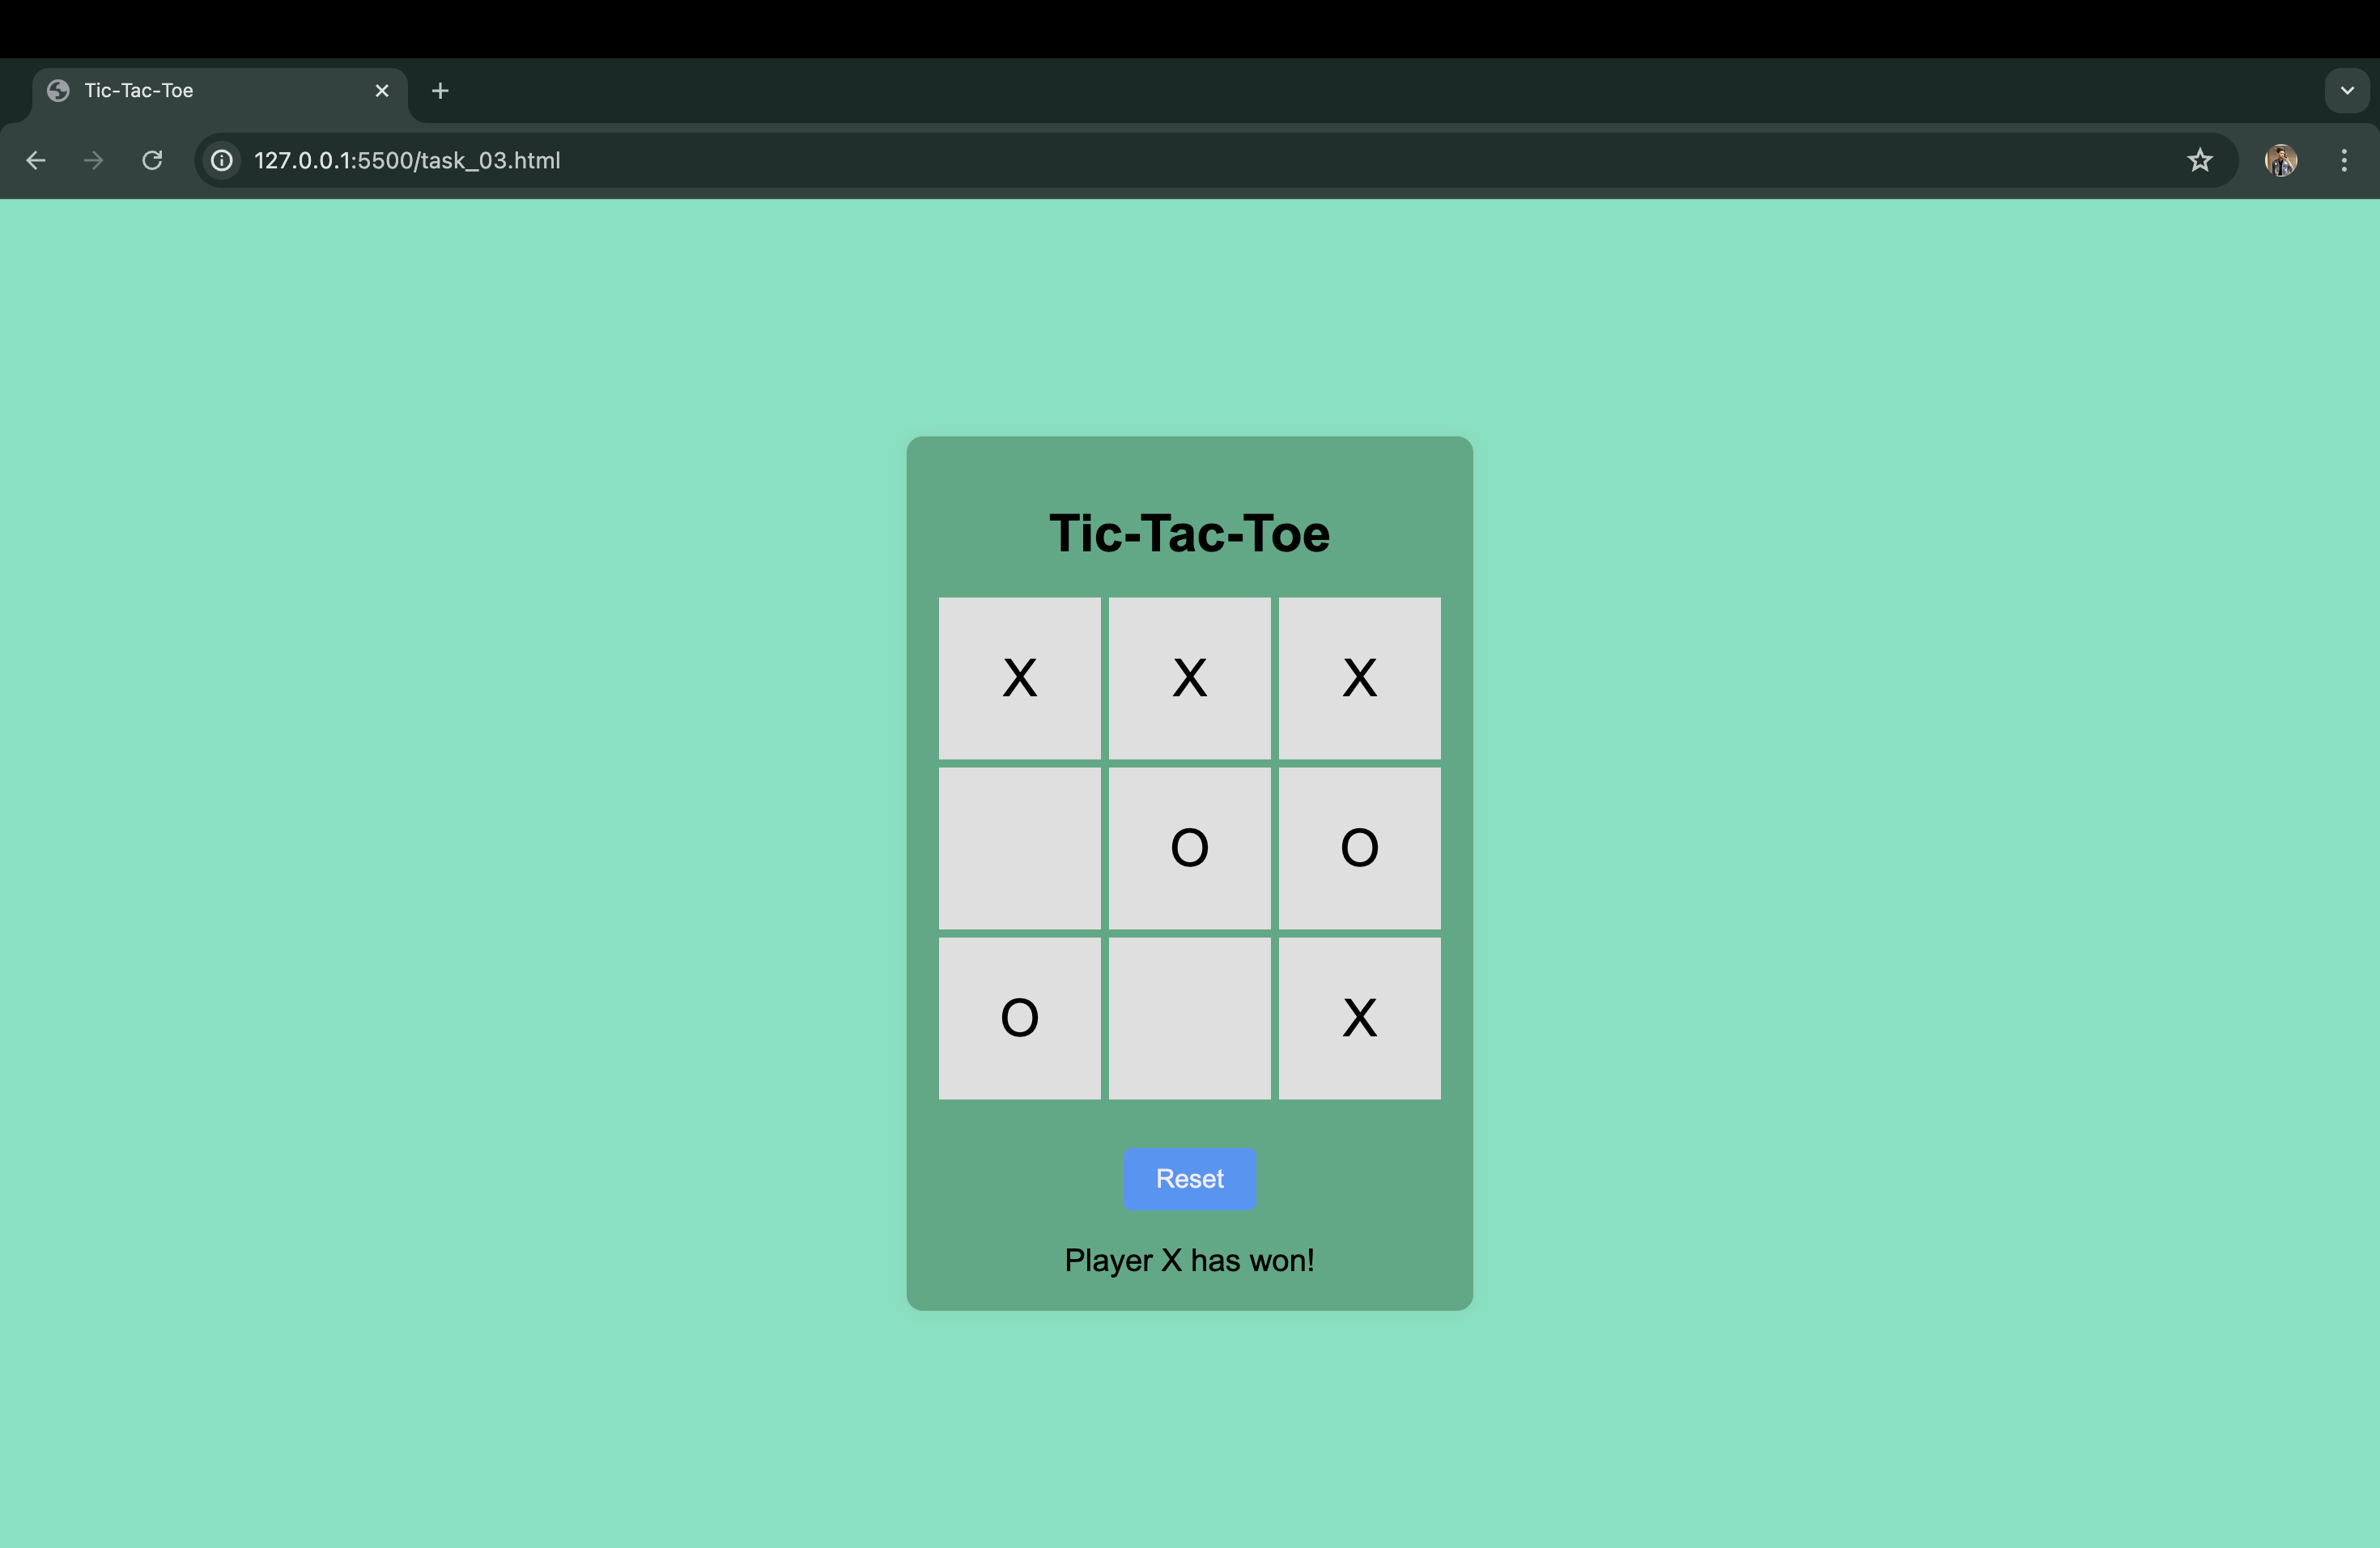 Tic-Tac-Toe
127.0.0.1:5500/task_03.html
Tic-Tac-Toe
X X X
O O
O X
Reset
Player X has won!